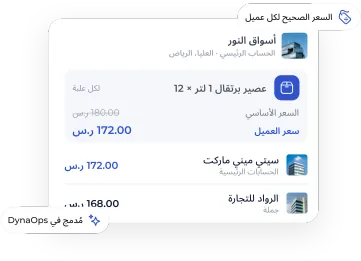 السعر الصحيح لكل عميل
أسواق النور
الحساب الرئيسي · العليا، الرياض
عصير برتقال 1 لتر × 12
لكل علبة
السعر الأساسي
180.00 ر.س
سعر العميل
172.00 ر.س
سيتي ميني ماركت
الحسابات الرئيسية
172.00 ر.س
الرواد للتجارة
جملة
168.00 ر.س
مُدمج في DynaOps